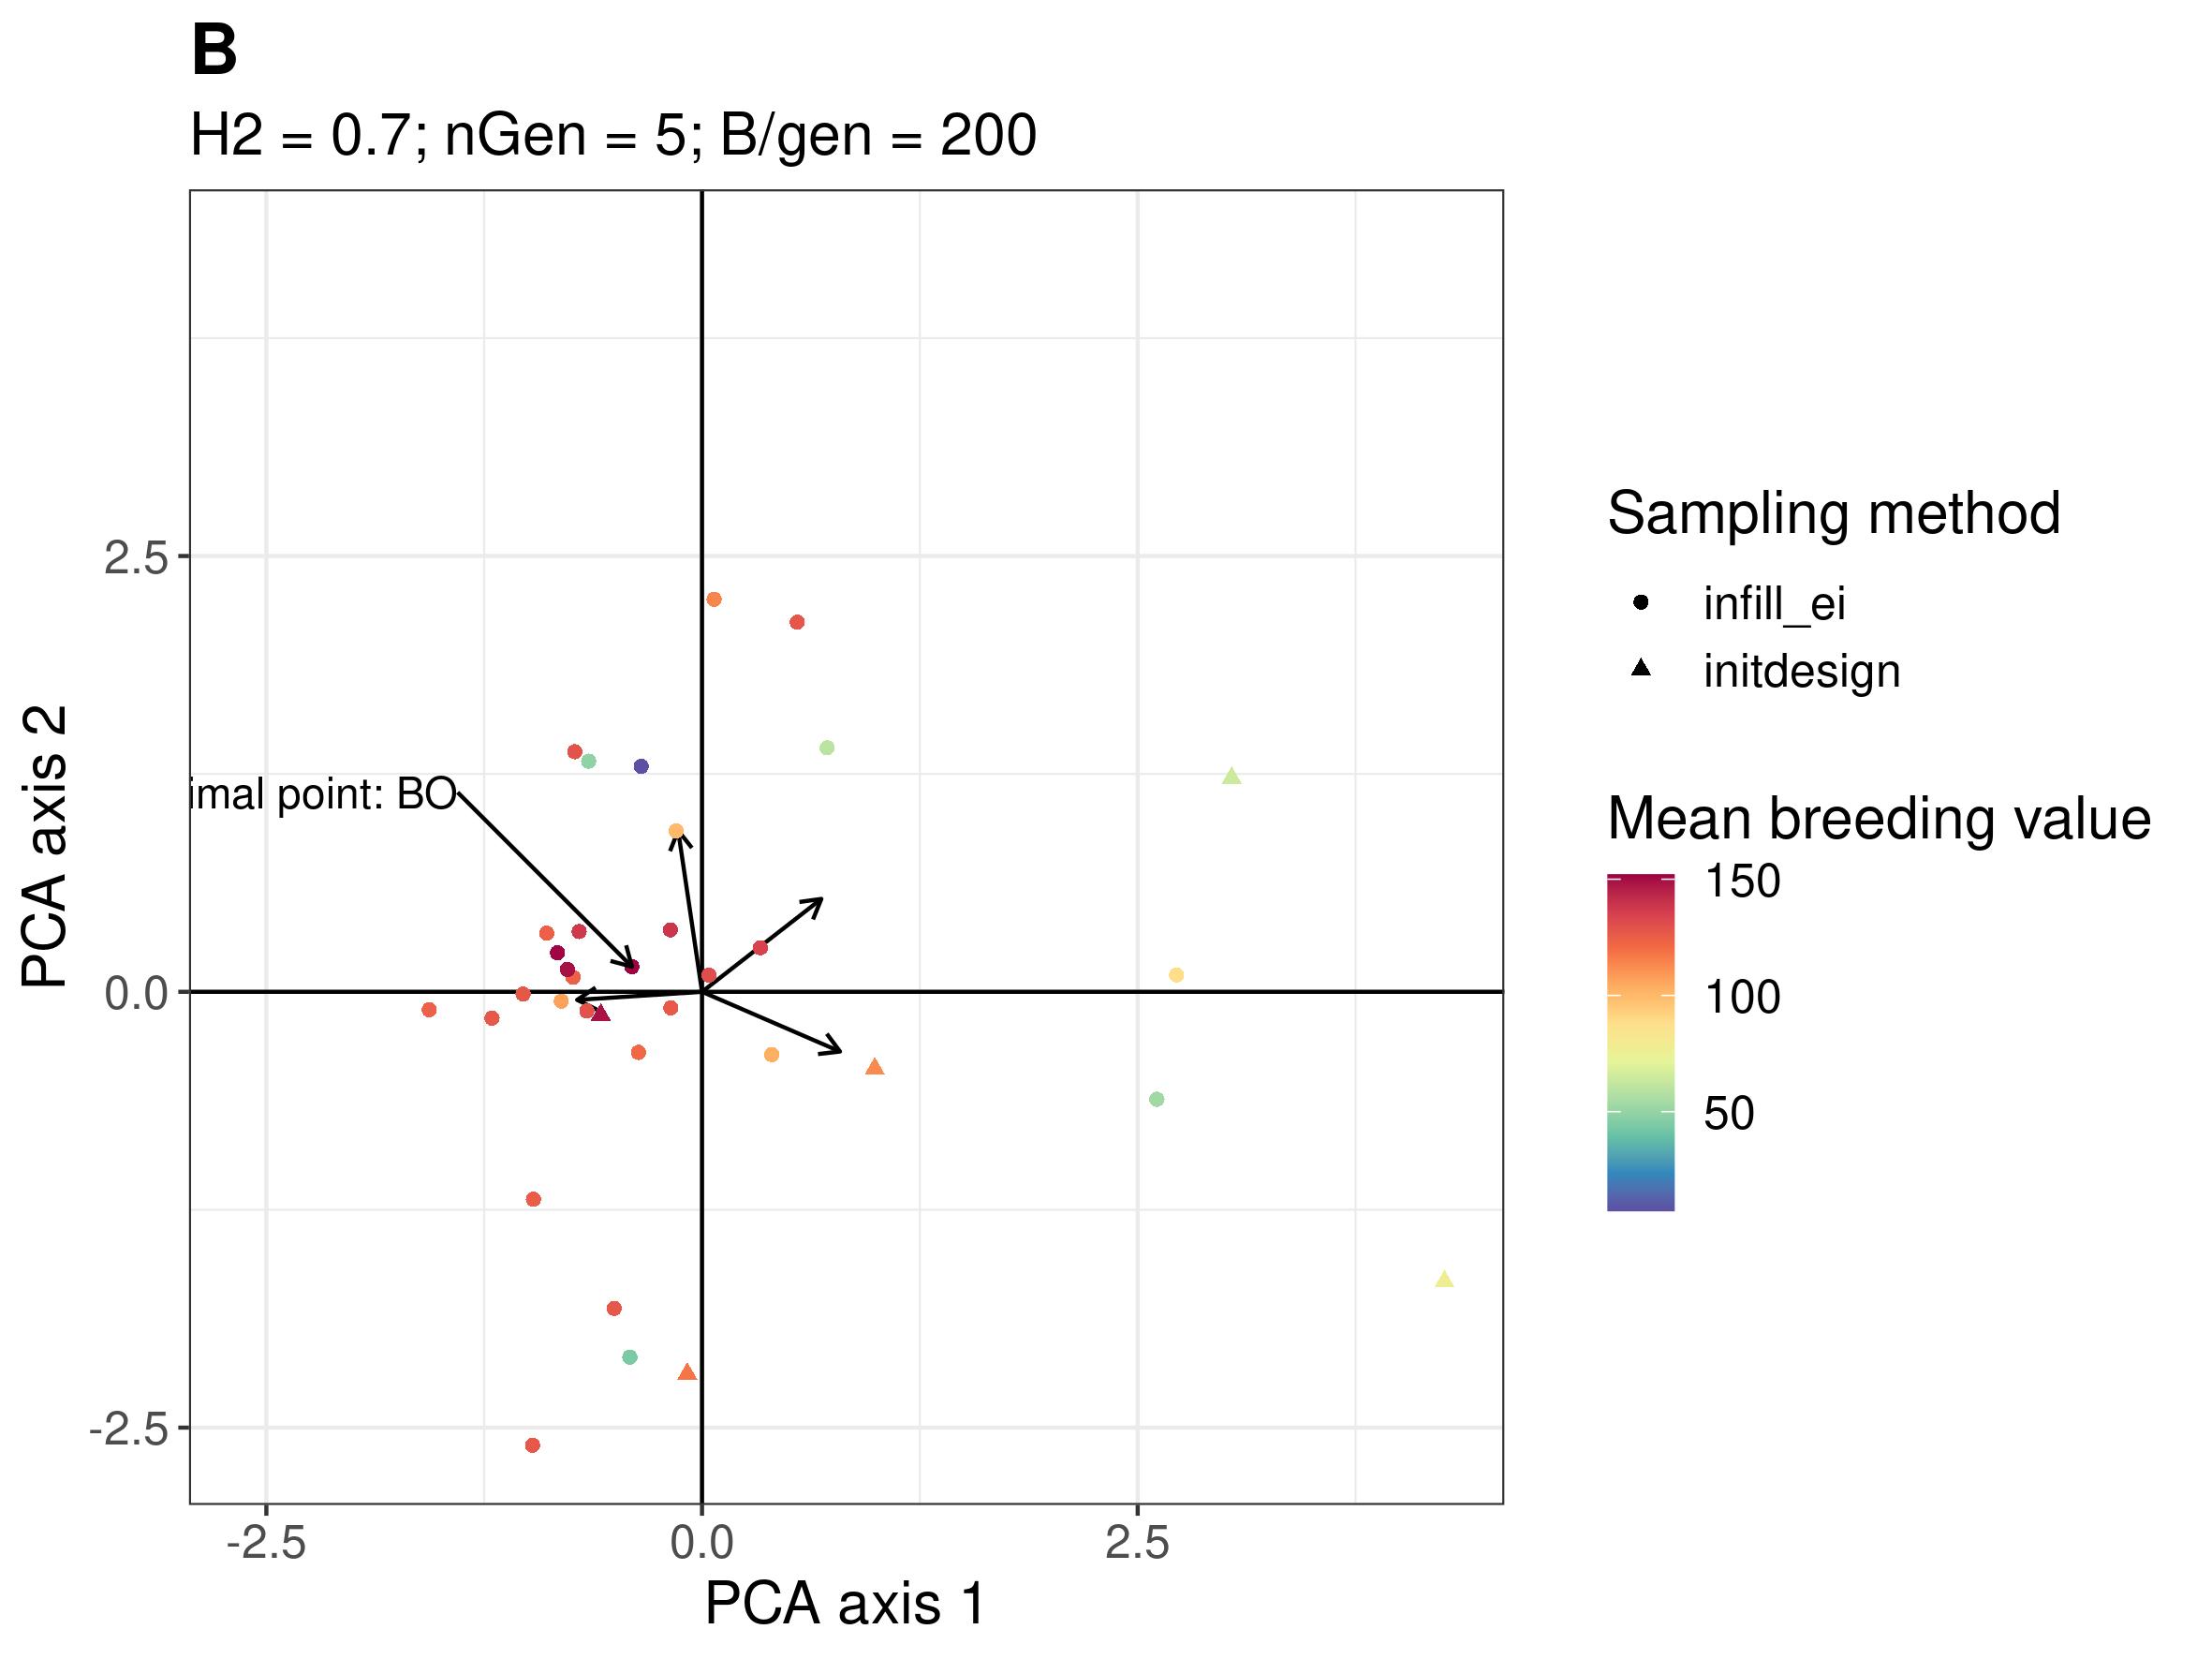 B
H2 = 0.7; nGen = 5; B/gen = 200
PCA axis 2
2.5
0.0
-2.5
imal point: BO
-2.5
0.0
2.5
PCA axis 1
Sampling method
infill_ei
initdesign
Mean breeding value
150
100
50